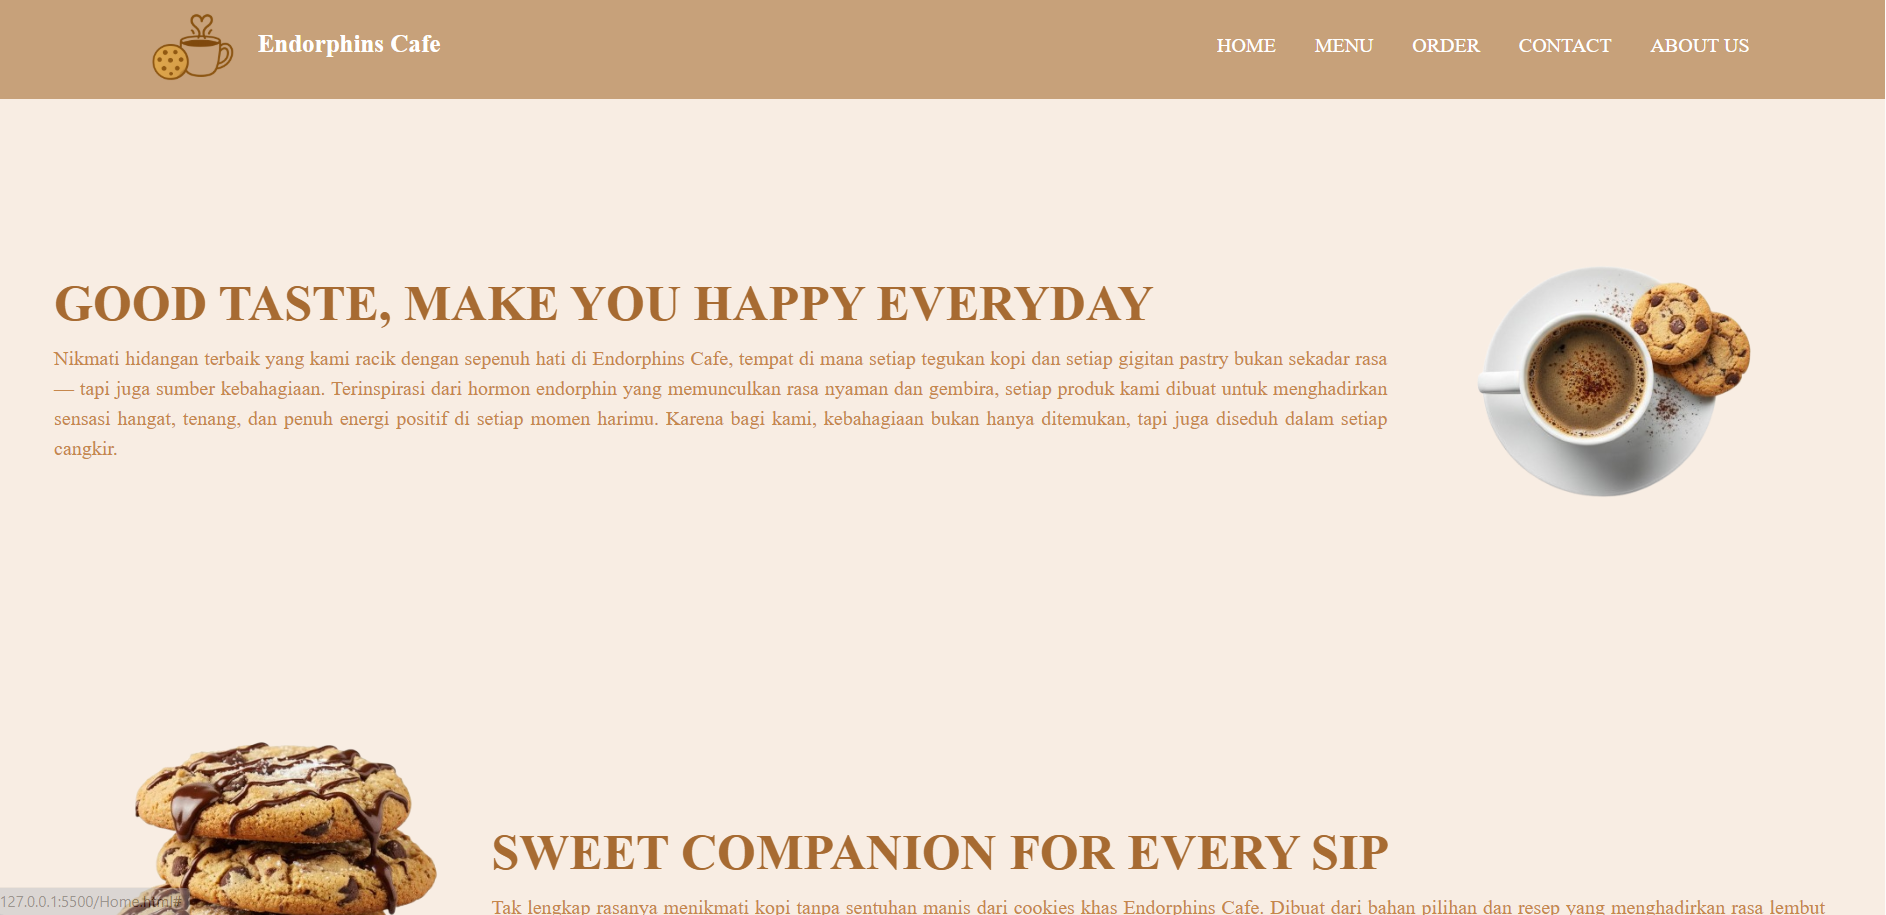 Endorphins Cafe
HOME MENU ORDER CONTACT ABOUT US
GOOD TASTE, MAKE YOU HAPPY EVERYDAY
Nikmati hidangan terbaik yang kami racik dengan sepenuh hati di Endorphins Cafe, tempat di mana setiap tegukan kopi dan setiap gigitan pastry bukan sekadar rasa
— tapi juga sumber kebahagiaan. Terinspirasi dari hormon endorphin yang memunculkan rasa nyaman dan gembira, setiap produk kami dibuat untuk menghadirkan
sensasi hangat, tenang, dan penuh energi positif di setiap momen harimu. Karena bagi kami, kebahagiaan bukan hanya ditemukan, tapi juga diseduh dalam setiap
cangkir.
SWEET COMPANION FOR EVERY SIP
Tak lengkap rasanya menikmati kopi tanpa sentuhan manis dari cookies khas Endorphins Cafe. Dibuat dari bahan pilihan dan resep yang menghadirkan rasa lembut
127.0.0.1:5500/Home.html#